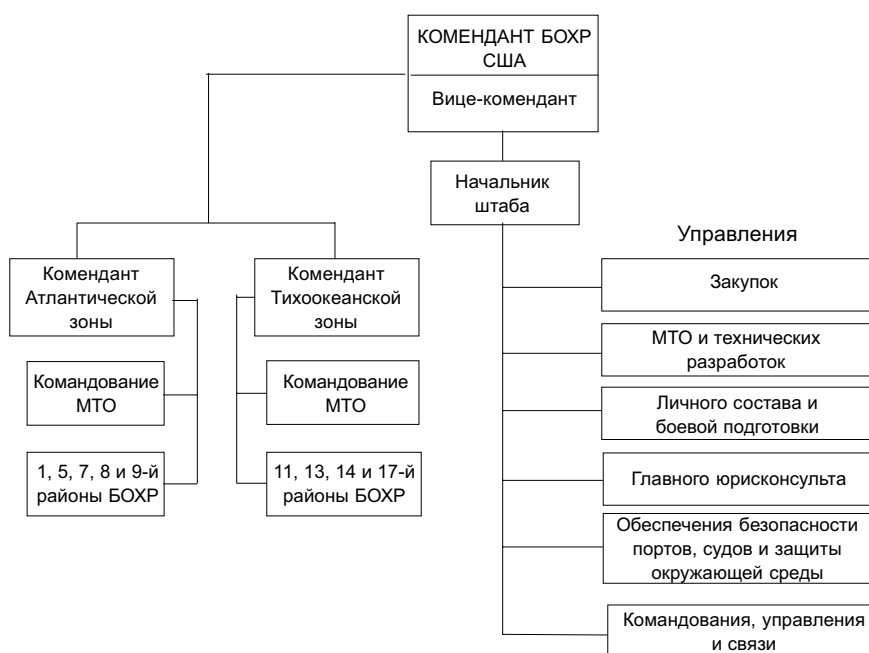 КОМЕНДАНТ БОХР
США
Вице-комендант
Начальник
штаба
Управления
Комендант
Атлантической
зоны
Комендант
Тихоокеанской
зоны
Командование
МТО
Командование
МТО
1, 5, 7, 8 и 9-й
районы БОХР
11, 13, 14 и 17-й
районы БОХР
Закупок
МТО и технических
разработок
Личного состава и
боевой подготовки
Главного юрисконсульта
Обеспечения безопасности
портов, судов и защиты
окружающей среды
Командования, управления
и связи